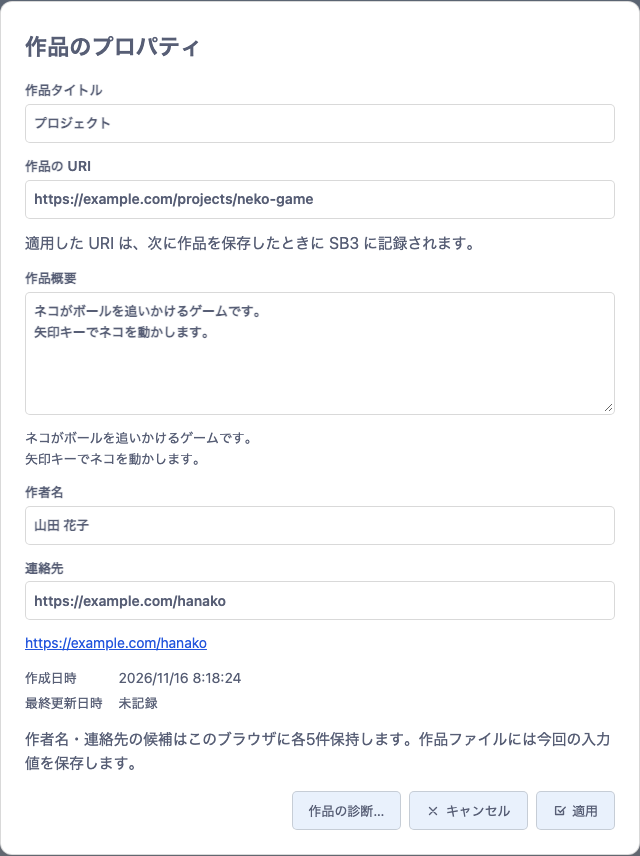 作品のプロパティ
作品タイトル
プロジェクト
作品の URI
https://example.com/projects/neko-game
適用した URI は、次に作品を保存したときに SB3 に記録されます。
作品概要
ネコがボールを追いかけるゲームです。
矢印キーでネコを動かします。
ネコがボールを追いかけるゲームです。
矢印キーでネコを動かします。
作者名
山田 花子
連絡先
https://example.com/hanako
https://example.com/hanako
作成日時 2026/11/16 8:18:24
最終更新日時 未記録
作者名・連絡先の候補はこのブラウザに各5件保持します。作品ファイルには今回の入力
値を保存します。
作品の診断... × キャンセル 適用